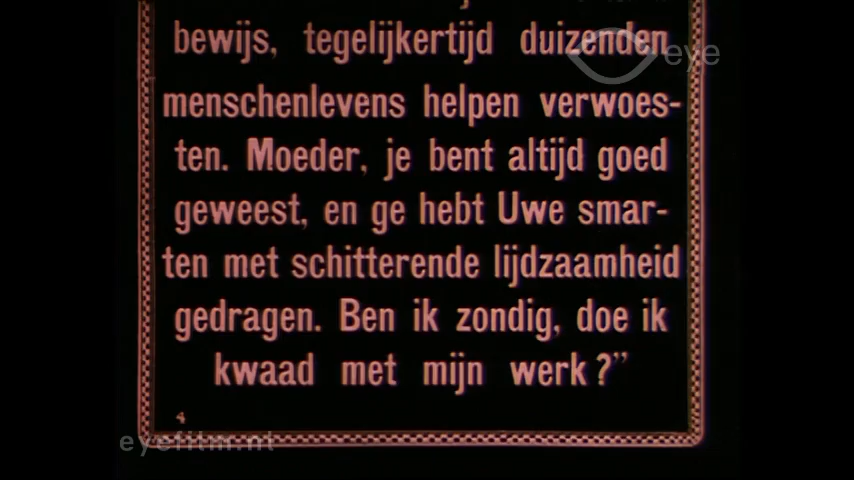 bewijs, tegelijkertijd duizenden
eye
menschenlevens helpen verwoes-
ten. Moeder, je bent altijd goed
geweest, en ge hebt Uwe smar-
ten met schitterende lijdzaamheid
gedragen. Ben ik zondig, doe ik
kwaad met mijn werk?”
4
eyefilm.nl